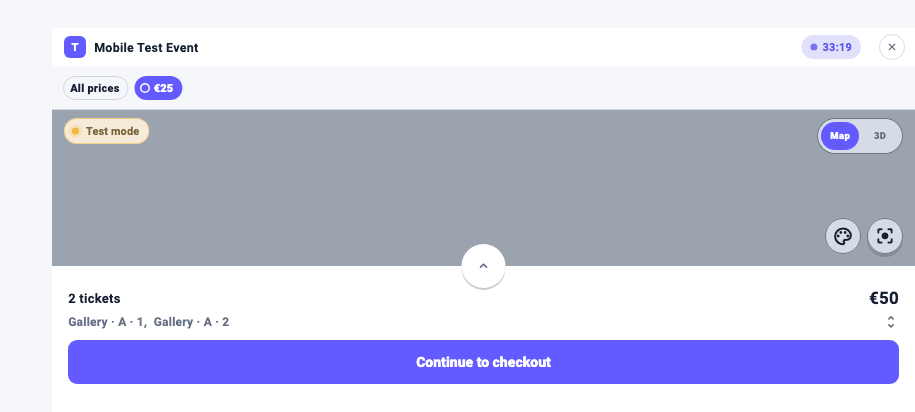 T Mobile Test Event 33:19
All prices €25
Test mode Map 3D
2 tickets €50
Gallery · A · 1, Gallery · A · 2
Continue to checkout